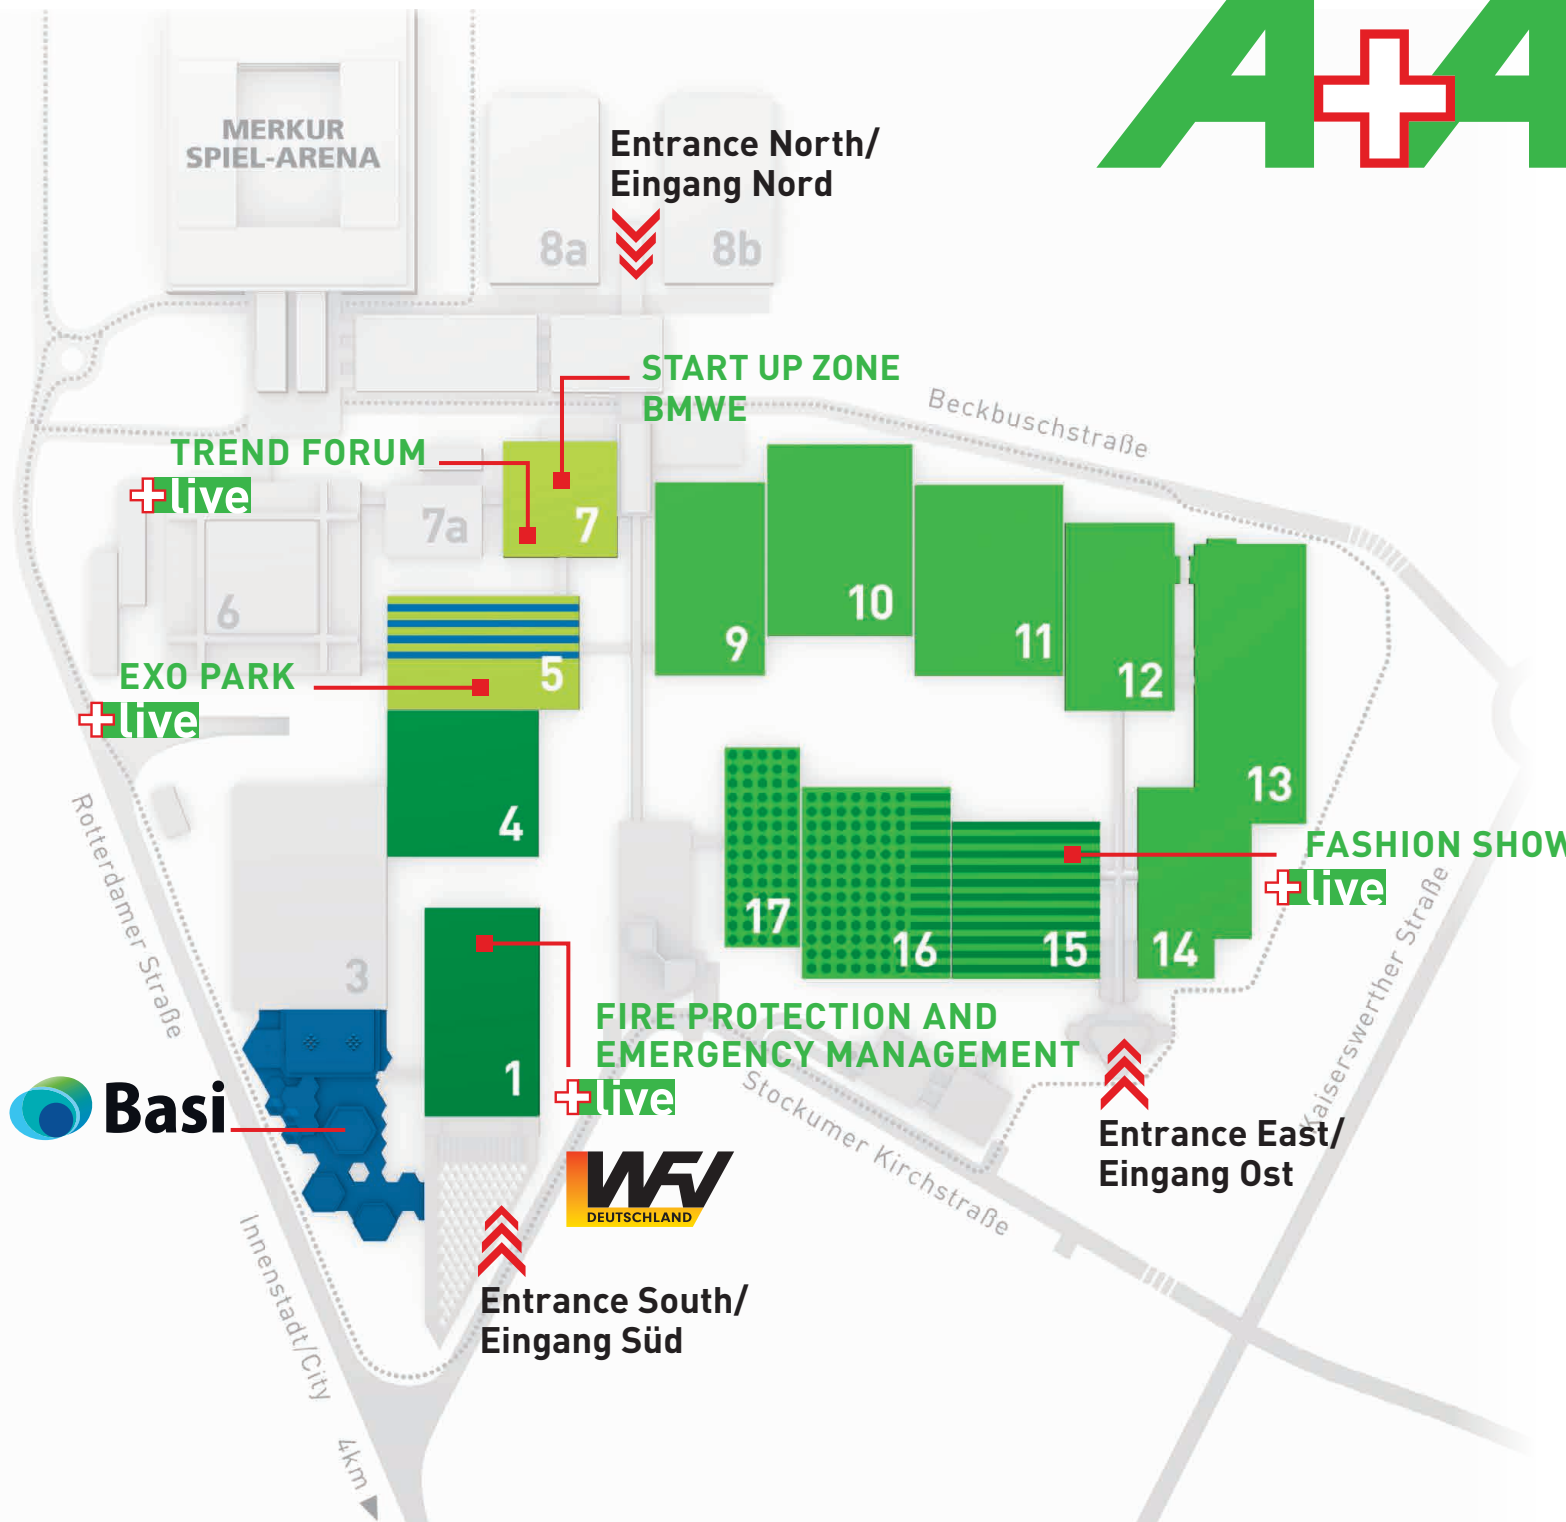 A+A
MERKUR
SPIEL-ARENA
Entrance North/
Eingang Nord
8a
8b
START UP ZONE
BMWE
Beckbuschstraße
TREND FORUM
+live
7a
7
6
9
10
11
12
5
EXO PARK
+live
4
13
Rotterdamer Straße
FASHION SHOW
+live
17
16
15
14
3
Kaiserswerther Straße
FIRE PROTECTION AND
EMERGENCY MANAGEMENT
+live
1
Basi
Stockumer Kirchstraße
Entrance East/
Eingang Ost
WFV
DEUTSCHLAND
Innenstadt/City
Entrance South/
Eingang Süd
4km